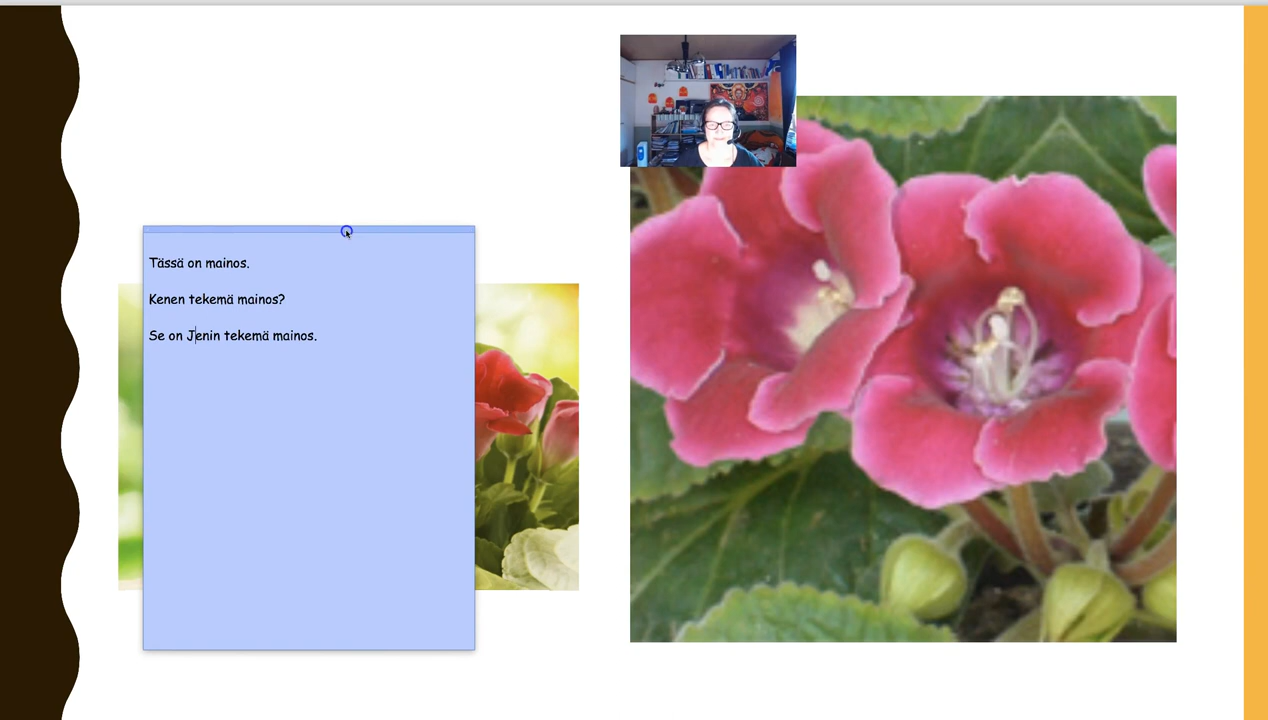 Tässä on mainos.
Kenen tekemä mainos?
Se on Jenin tekemä mainos.